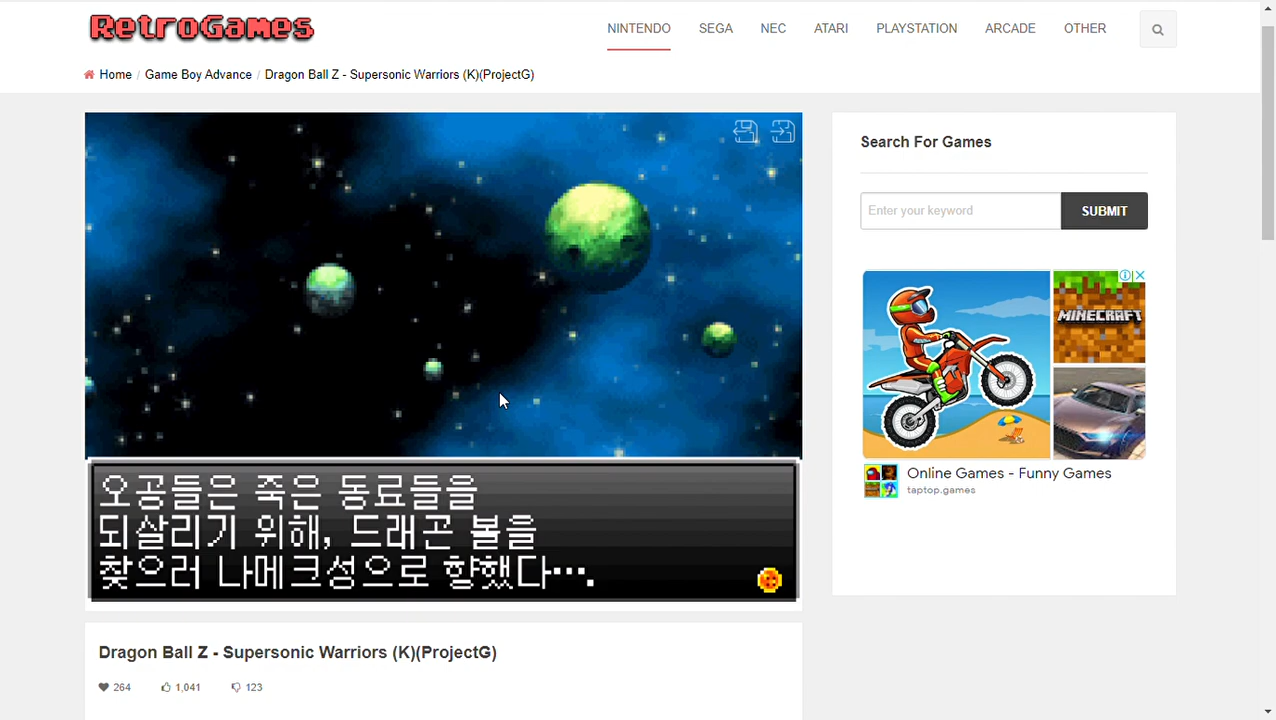 RetroGames
NINTENDO SEGA NEC ATARI PLAYSTATION ARCADE OTHER
Home / Game Boy Advance / Dragon Ball Z - Supersonic Warriors (K)(ProjectG)
오공들은 죽은 동료들을
되살리기 위해, 드래곤 볼을
찾으러 나메크성으로 향했다….
Dragon Ball Z - Supersonic Warriors (K)(ProjectG)
264 1,041 123
Search For Games
Enter your keyword SUBMIT
MINECRAFT
Online Games - Funny Games
taptop.games